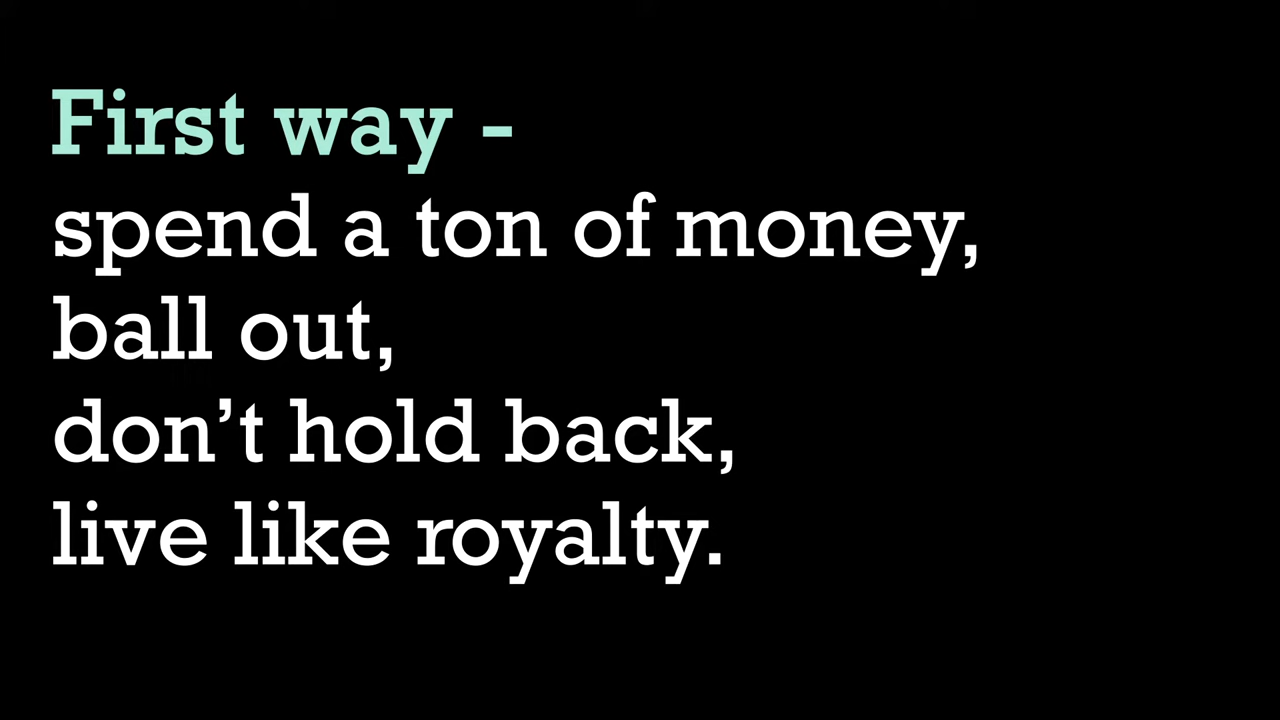 First way -
spend a ton of money,
ball out,
don’t hold back,
live like royalty.